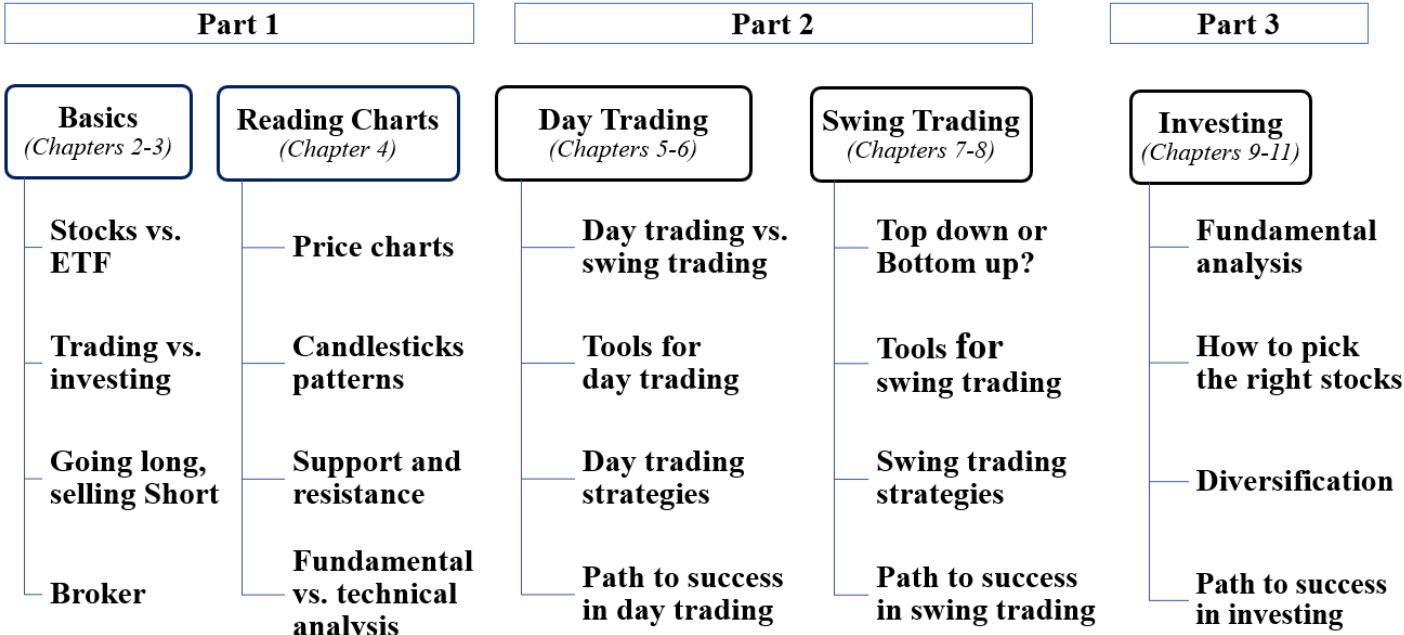 Part 1
Part 2
Part 3
Basics
(Chapters 2-3)
Stocks vs.
ETF
Trading vs.
investing
Going long,
selling Short
Broker
Reading Charts
(Chapter 4)
Price charts
Candlesticks
patterns
Support and
resistance
Fundamental
vs. technical
analysis
Day Trading
(Chapters 5-6)
Day trading vs.
swing trading
Tools for
day trading
Day trading
strategies
Path to success
in day trading
Swing Trading
(Chapters 7-8)
Top down or
Bottom up?
Tools for
swing trading
Swing trading
strategies
Path to success
in swing trading
Investing
(Chapters 9-11)
Fundamental
analysis
How to pick
the right stocks
Diversification
Path to success
in investing